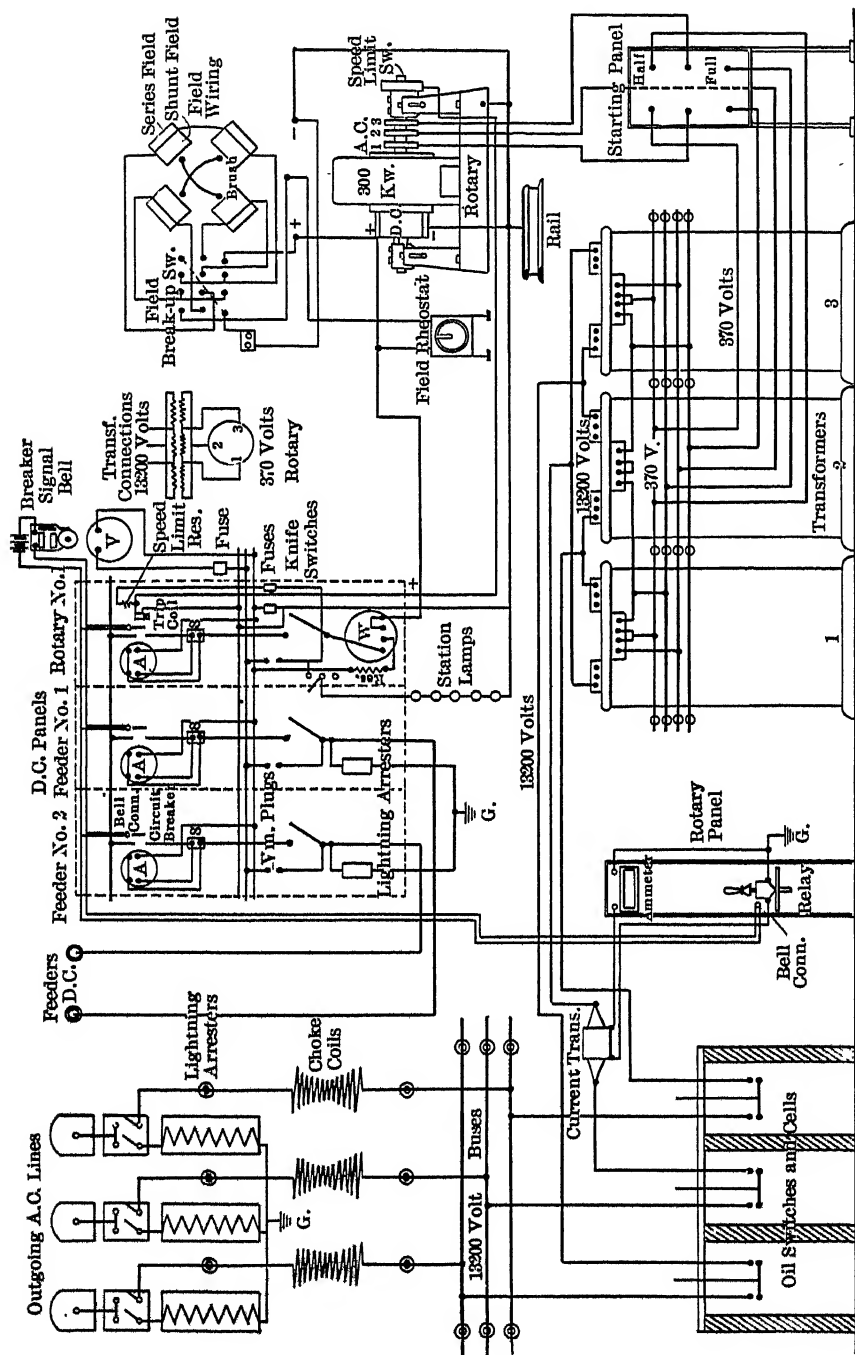 Outgoing A.C. Lines
Lightning
Arresters
Choke
Coils
G.
13200 Volt Buses
Oil Switches and Cells
Current Trans.
Feeders
D.C.
D.C. Panels
Feeder No. 2
Feeder No. 1
Rotary No. 1
Bell
Conn.
Circuit
Breaker
A
A
A
S
S
S
Trip
Coil
Vm. Plugs
Lightning Arresters
G.
Res.
W
+
Station
Lamps
Breaker
Signal
Bell
V
Speed
Limit
Res.
Fuse
Fuses
Knife
Switches
Transf.
Connections
13200 Volts
1
2
3
370 Volts
Rotary
Series Field
Shunt Field
Field
Wiring
Brush
Field
Break-up Sw.
+
−
Field Rheostat
Speed
Limit
Sw.
A.C.
1 2 3
300
Kw.
D.C.
+
−
Rotary
Rail
Starting Panel
Half
Full
13200 Volts
Rotary
Panel
Ammeter
Relay
G.
Bell
Conn.
13200 Volts
370 V.
370 Volts
Transformers
1
2
3